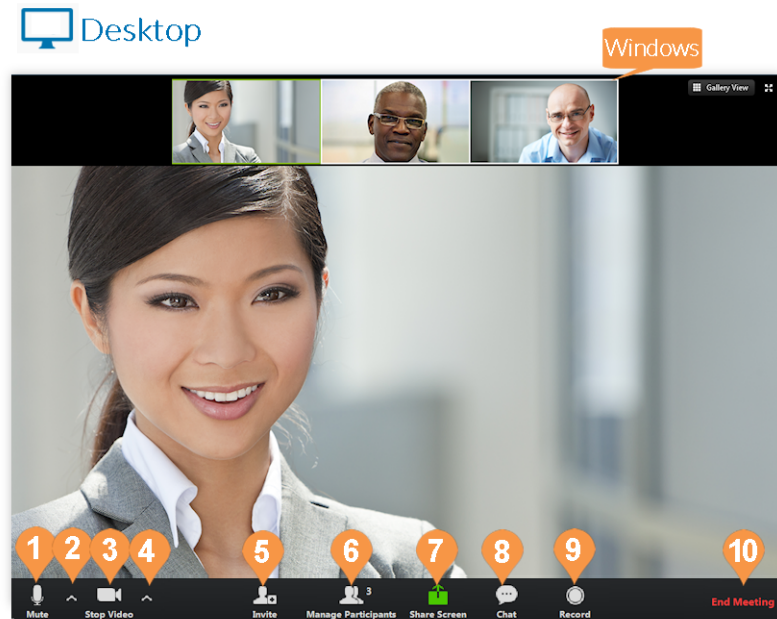 Desktop
Windows
Gallery View
1 2 3 4 5 6 7 8 9 10
3
Mute Stop Video Invite Manage Participants Share Screen Chat Record End Meeting